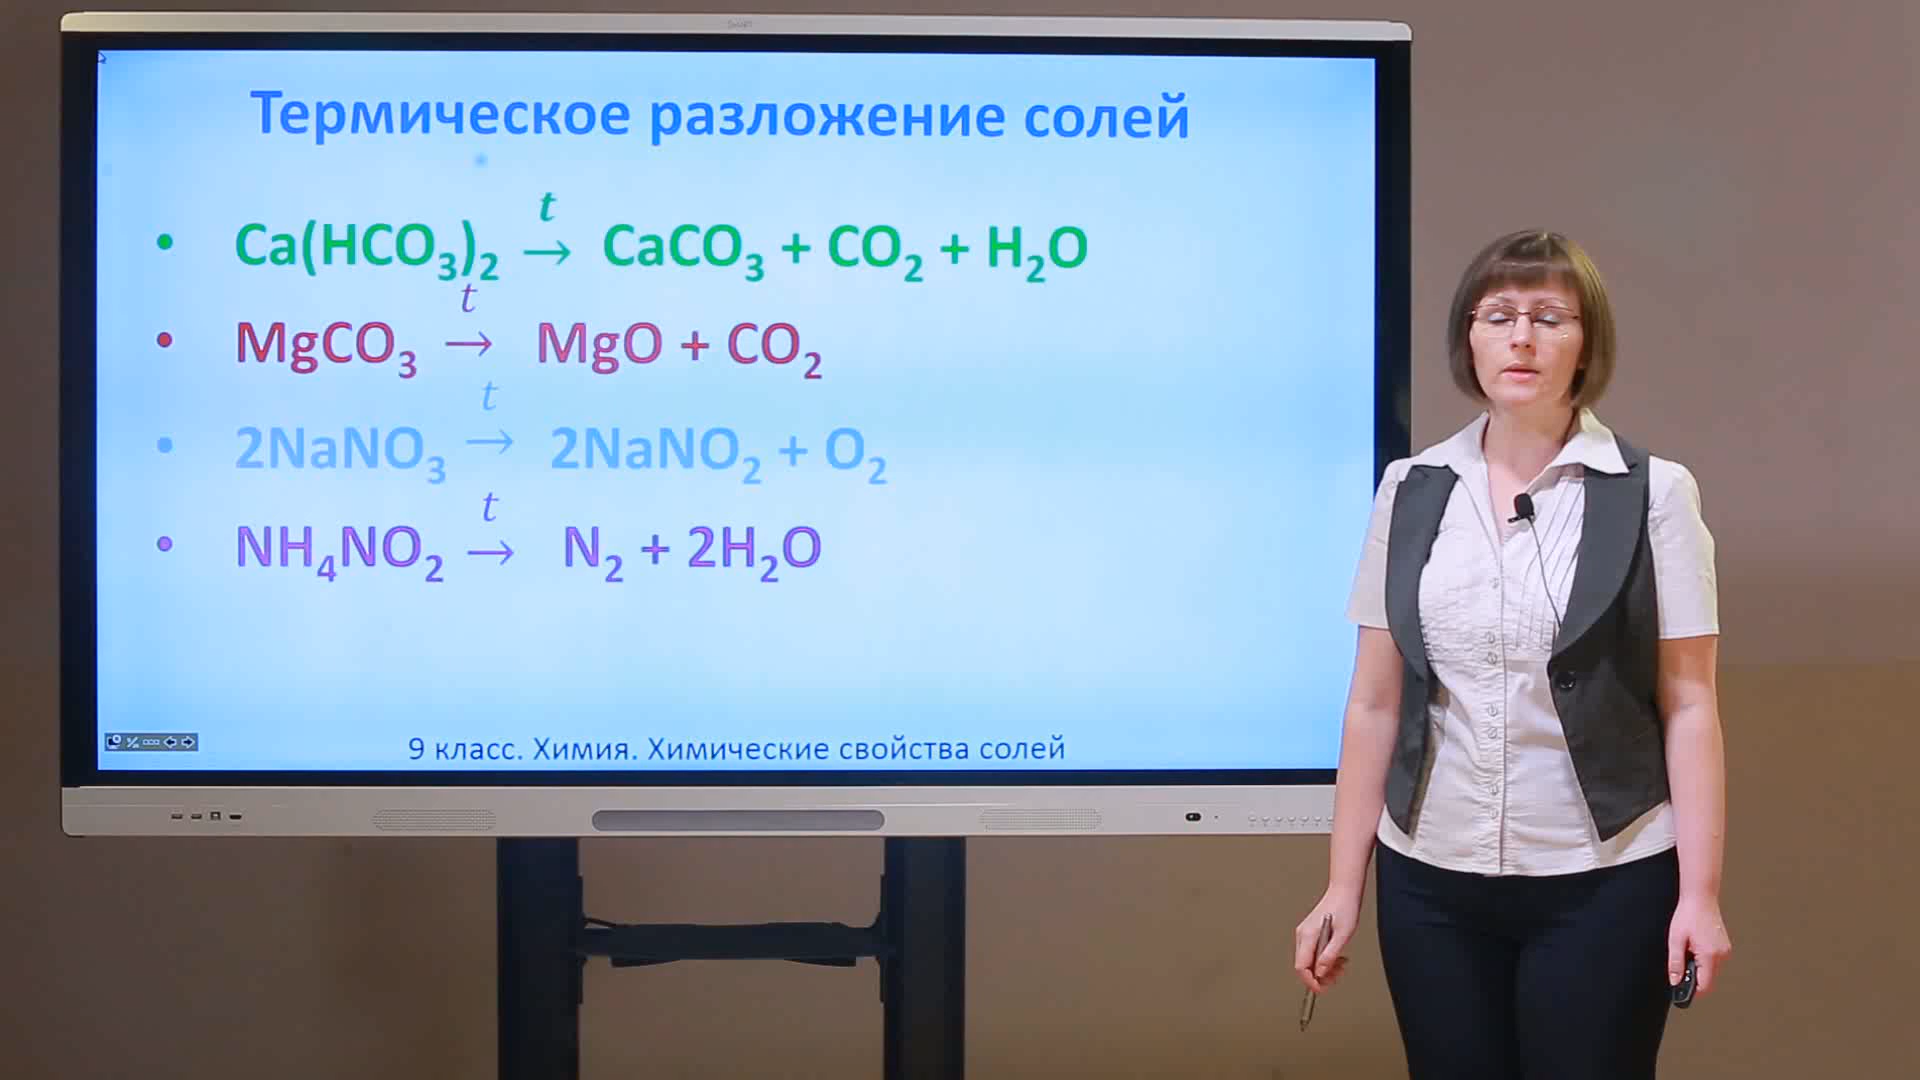 SMART
Термическое разложение солей
• Ca(HCO₃)₂ →ᵗ CaCO₃ + CO₂ + H₂O
• MgCO₃ →ᵗ MgO + CO₂
• 2NaNO₃ →ᵗ 2NaNO₂ + O₂
• NH₄NO₂ →ᵗ N₂ + 2H₂O
9 класс. Химия. Химические свойства солей